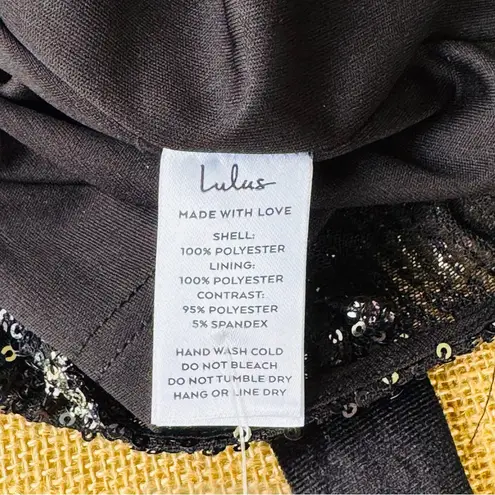 Lulus
MADE WITH LOVE
SHELL:
100% POLYESTER
LINING:
100% POLYESTER
CONTRAST:
95% POLYESTER
5% SPANDEX
HAND WASH COLD
DO NOT BLEACH
DO NOT TUMBLE DRY
HANG OR LINE DRY